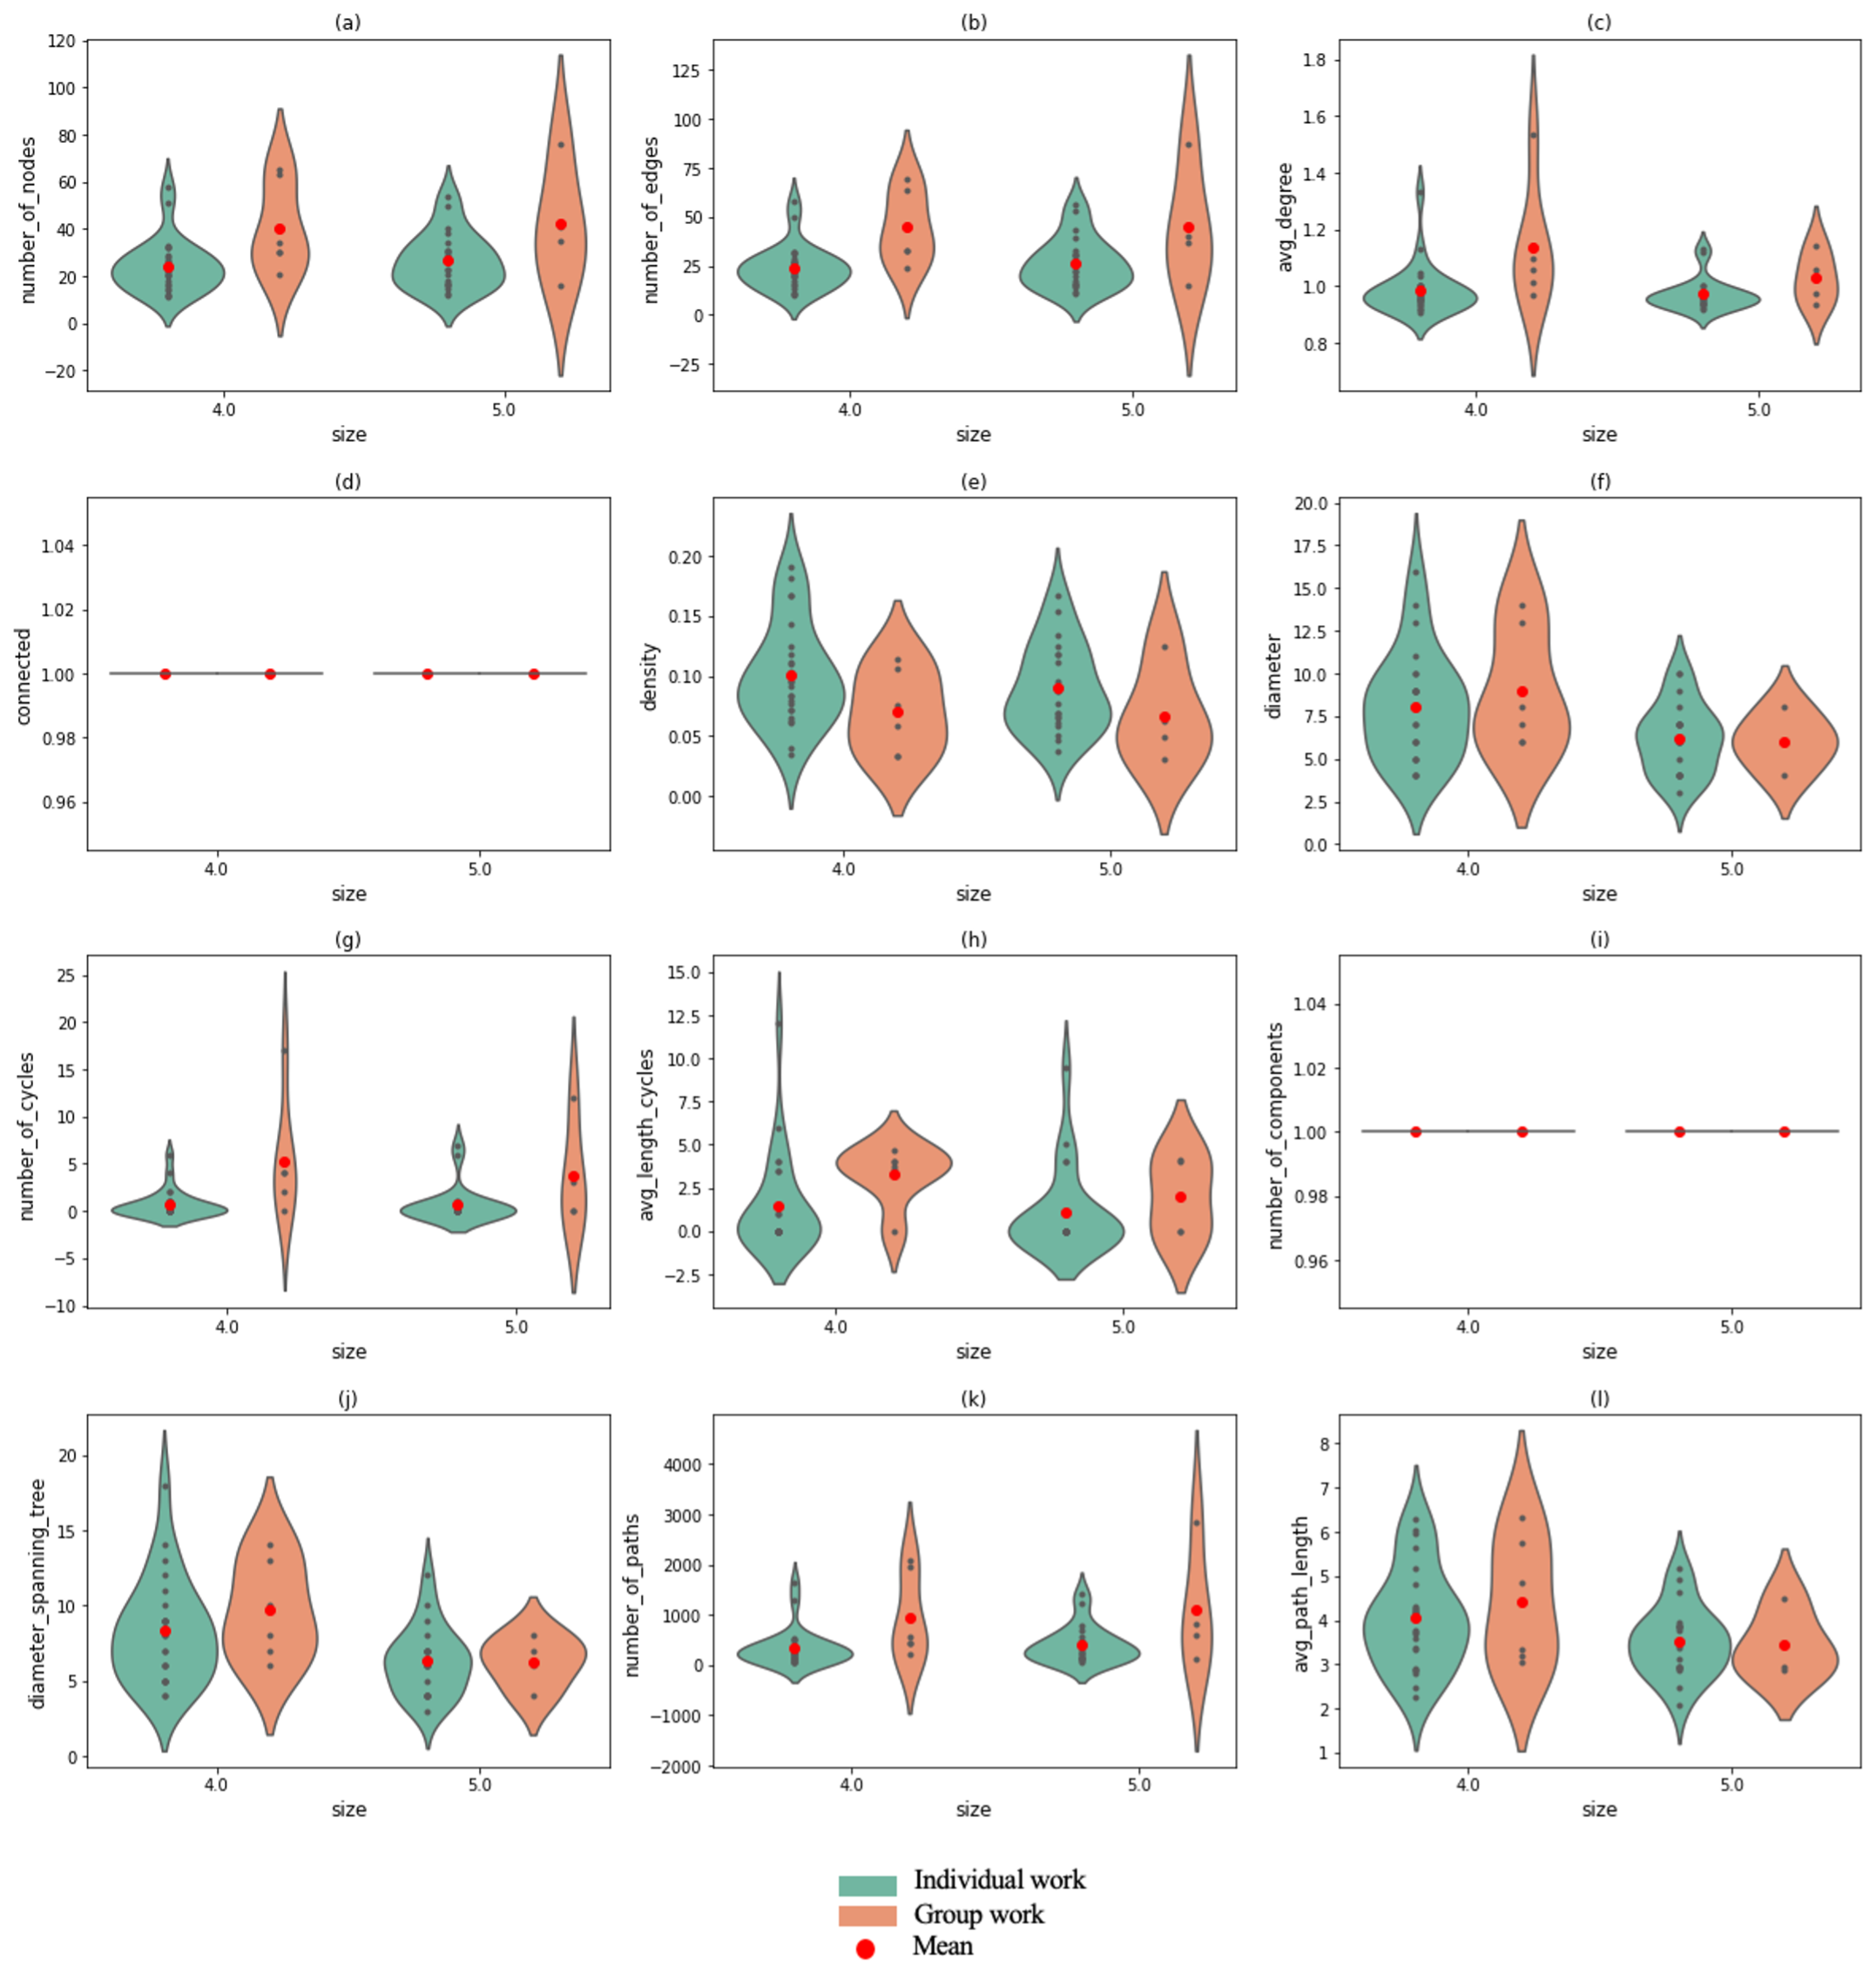 (a)
120
100
80
60
40
20
0
−20
number_of_nodes
4.0 5.0
size
(b)
125
100
75
50
25
0
−25
number_of_edges
4.0 5.0
size
(c)
1.8
1.6
1.4
1.2
1.0
0.8
avg_degree
4.0 5.0
size
(d)
1.04
1.02
1.00
0.98
0.96
connected
4.0 5.0
size
(e)
0.20
0.15
0.10
0.05
0.00
density
4.0 5.0
size
(f)
20.0
17.5
15.0
12.5
10.0
7.5
5.0
2.5
0.0
diameter
4.0 5.0
size
(g)
25
20
15
10
5
0
−5
−10
number_of_cycles
4.0 5.0
size
(h)
15.0
12.5
10.0
7.5
5.0
2.5
0.0
−2.5
avg_length_cycles
4.0 5.0
size
(i)
1.04
1.02
1.00
0.98
0.96
number_of_components
4.0 5.0
size
(j)
20
15
10
5
0
diameter_spanning_tree
4.0 5.0
size
(k)
4000
3000
2000
1000
0
−1000
−2000
number_of_paths
4.0 5.0
size
(l)
8
7
6
5
4
3
2
1
avg_path_length
4.0 5.0
size
Individual work
Group work
Mean